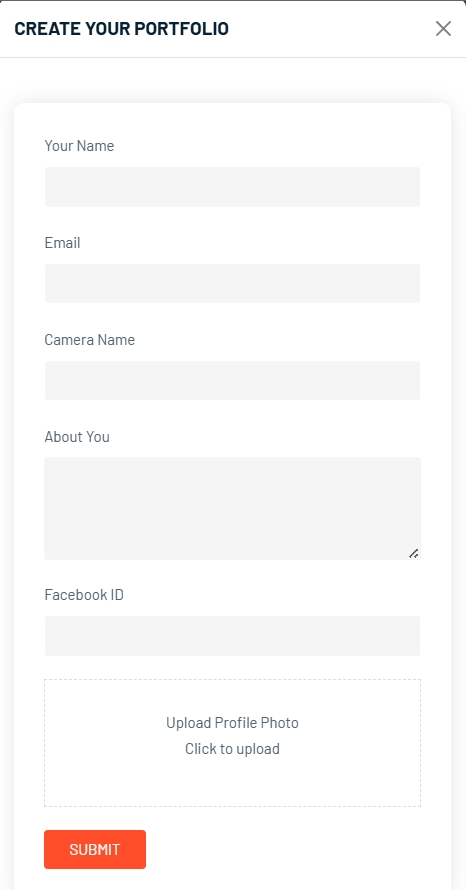 CREATE YOUR PORTFOLIO
Your Name
Email
Camera Name
About You
Facebook ID
Upload Profile Photo
Click to upload
SUBMIT